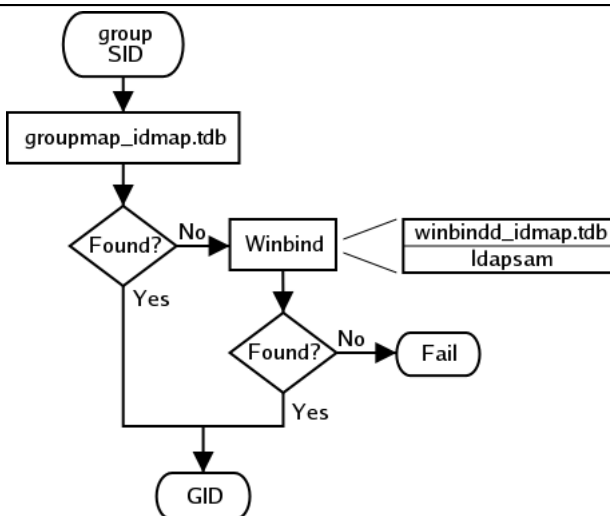 group
SID
groupmap_idmap.tdb
Found?
No
Winbind
winbindd_idmap.tdb
ldapsam
Yes
Found?
No
Fail
Yes
GID